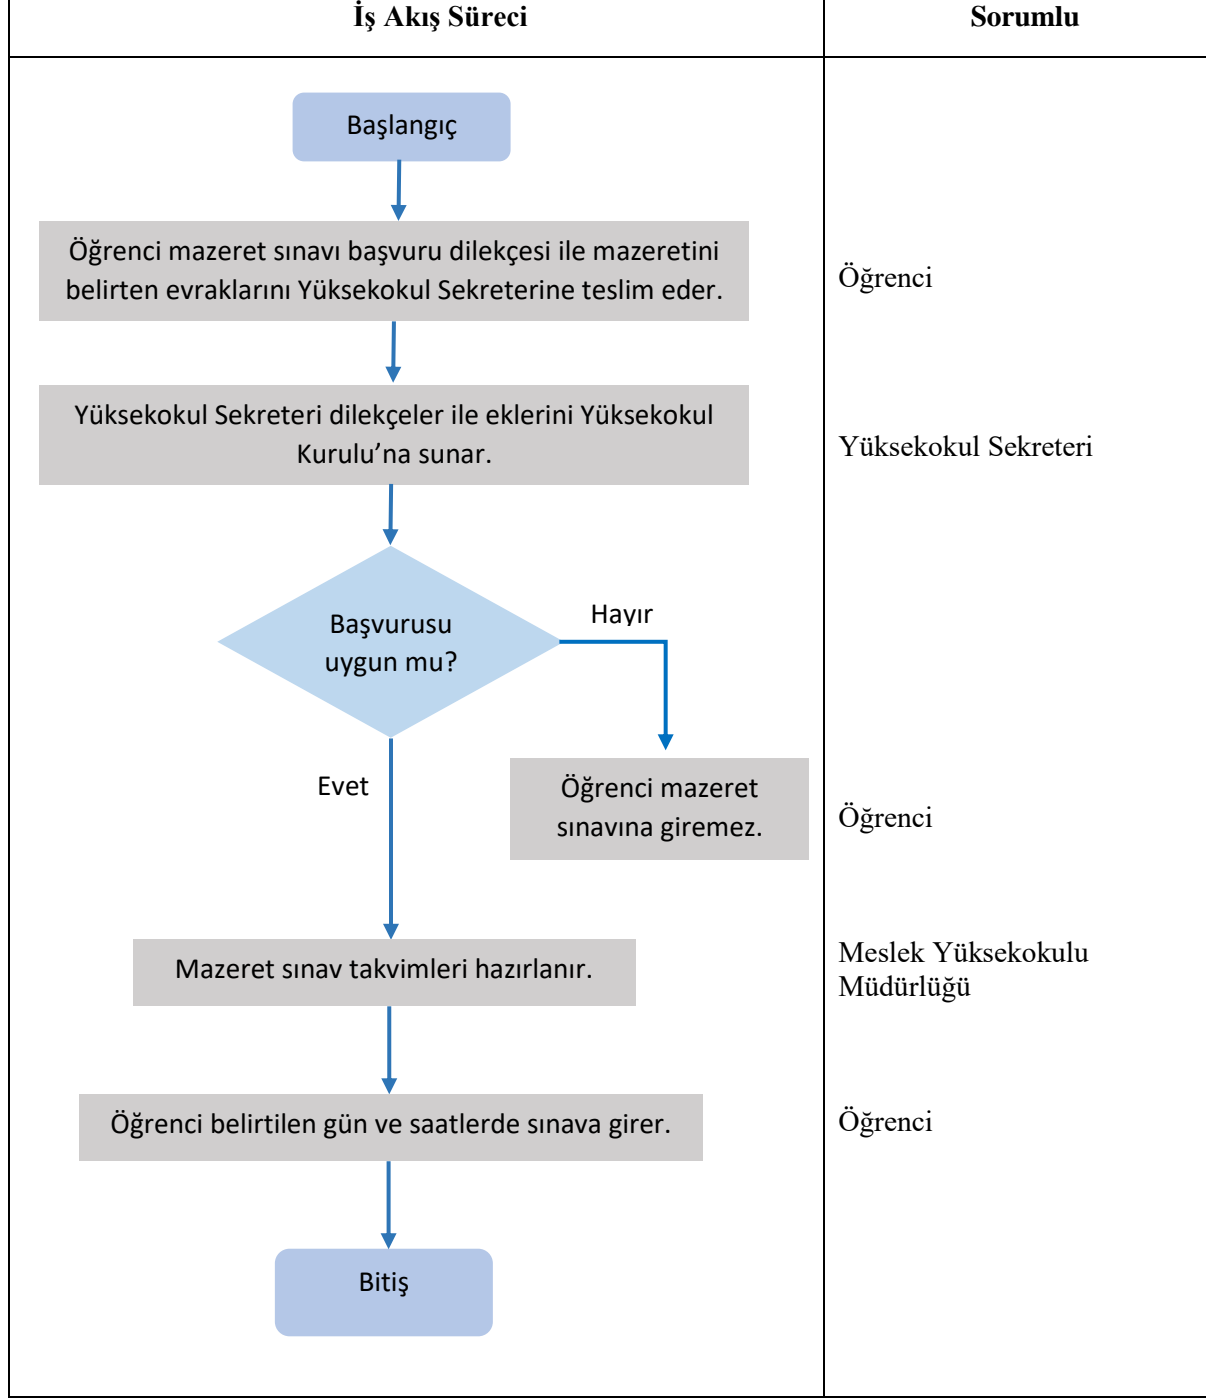 İş Akış Süreci
Sorumlu
Başlangıç
Öğrenci mazeret sınavı başvuru dilekçesi ile mazeretini
belirten evraklarını Yüksekokul Sekreterine teslim eder.
Öğrenci
Yüksekokul Sekreteri dilekçeler ile eklerini Yüksekokul
Kurulu’na sunar.
Yüksekokul Sekreteri
Başvurusu
uygun mu?
Hayır
Evet
Öğrenci mazeret
sınavına giremez.
Öğrenci
Mazeret sınav takvimleri hazırlanır.
Meslek Yüksekokulu
Müdürlüğü
Öğrenci belirtilen gün ve saatlerde sınava girer.
Öğrenci
Bitiş